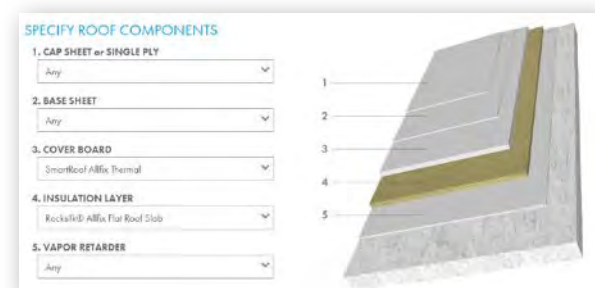 SPECIFY ROOF COMPONENTS
1. CAP SHEET or SINGLE PLY
Any
2. BASE SHEET
Any
3. COVER BOARD
SmartRoof Allfix Thermal
4. INSULATION LAYER
Rocksilk® Allfix Flat Roof Slab
5. VAPOR RETARDER
Any
1
2
3
4
5